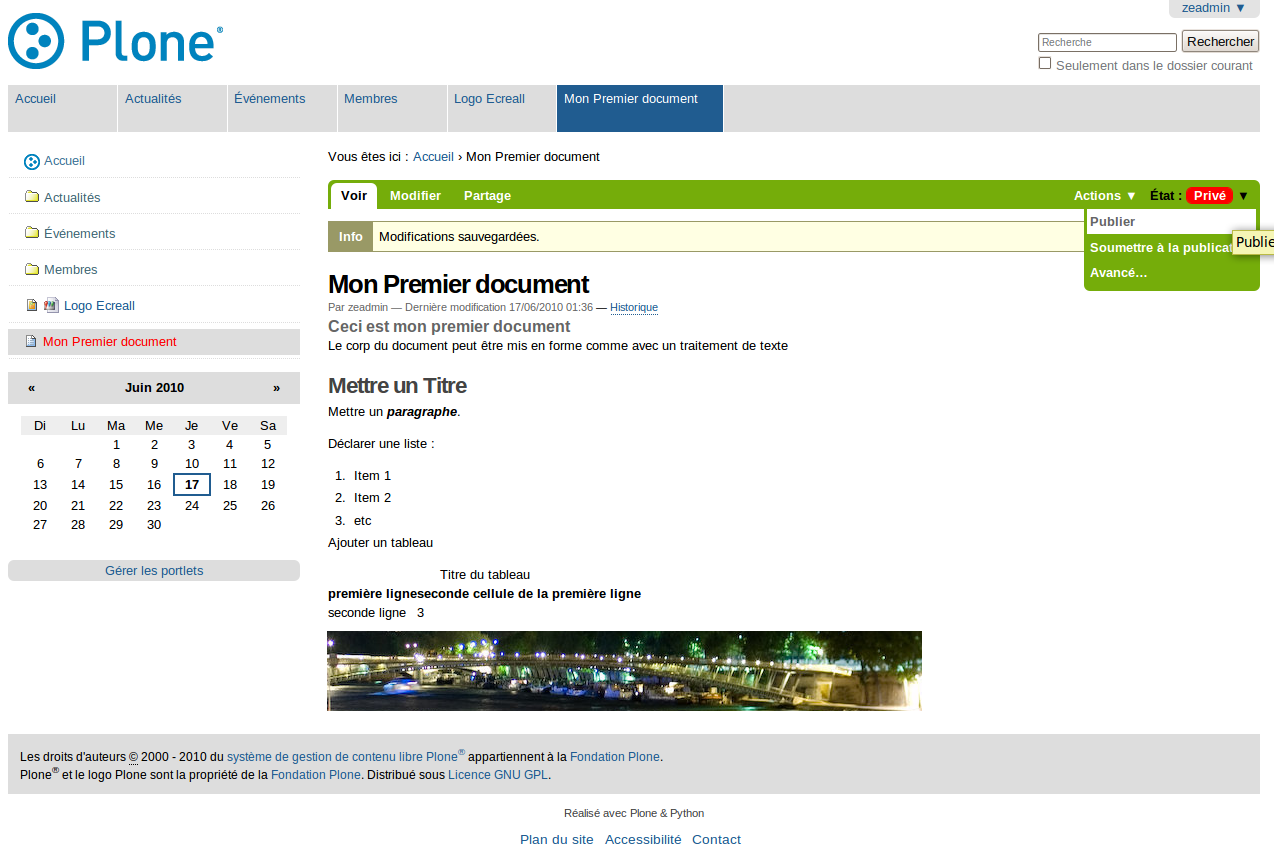 zeadmin ▼
Plone®
Recherche Rechercher
Seulement dans le dossier courant
Accueil Actualités Événements Membres Logo Ecreall Mon Premier document
Vous êtes ici : Accueil › Mon Premier document
Accueil
Actualités
Événements
Membres
Logo Ecreall
Mon Premier document
« Juin 2010 »
Di Lu Ma Me Je Ve Sa
1 2 3 4 5
6 7 8 9 10 11 12
13 14 15 16 17 18 19
20 21 22 23 24 25 26
27 28 29 30
Gérer les portlets
Voir Modifier Partage Actions ▼ État : Privé ▼
Publier
Soumettre à la publicat
Avancé…
Publie
Info Modifications sauvegardées.
Mon Premier document
Par zeadmin — Dernière modification 17/06/2010 01:36 — Historique
Ceci est mon premier document
Le corp du document peut être mis en forme comme avec un traitement de texte
Mettre un Titre
Mettre un paragraphe.
Déclarer une liste :
1. Item 1
2. Item 2
3. etc
Ajouter un tableau
Titre du tableau
première ligne seconde cellule de la première ligne
seconde ligne 3
Les droits d'auteurs © 2000 - 2010 du système de gestion de contenu libre Plone® appartiennent à la Fondation Plone.
Plone® et le logo Plone sont la propriété de la Fondation Plone. Distribué sous Licence GNU GPL.
Réalisé avec Plone & Python
Plan du site Accessibilité Contact